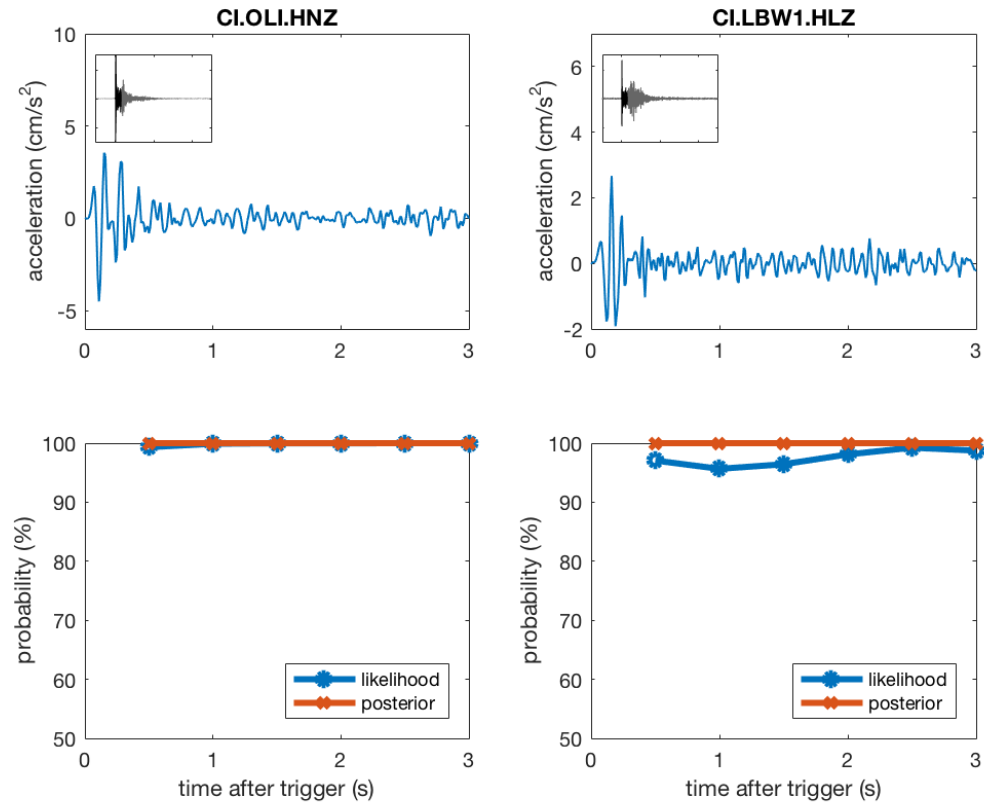 CI.OLI.HNZ
acceleration (cm/s²)
10
5
0
-5
0 1 2 3
CI.LBW1.HLZ
acceleration (cm/s²)
6
4
2
0
-2
0 1 2 3
probability (%)
100
90
80
70
60
50
likelihood
posterior
0 1 2 3
time after trigger (s)
probability (%)
100
90
80
70
60
50
likelihood
posterior
0 1 2 3
time after trigger (s)